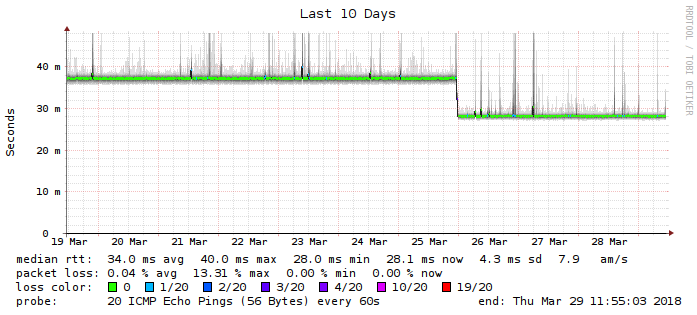 Last 10 Days
RRDTOOL / TOBI OETIKER
Seconds
40 m
30 m
20 m
10 m
0
19 Mar 20 Mar 21 Mar 22 Mar 23 Mar 24 Mar 25 Mar 26 Mar 27 Mar 28 Mar
median rtt: 34.0 ms avg 40.0 ms max 28.0 ms min 28.1 ms now 4.3 ms sd 7.9 am/s
packet loss: 0.04 % avg 13.31 % max 0.00 % min 0.00 % now
loss color: 0 1/20 2/20 3/20 4/20 10/20 19/20
probe: 20 ICMP Echo Pings (56 Bytes) every 60s end: Thu Mar 29 11:55:03 2018